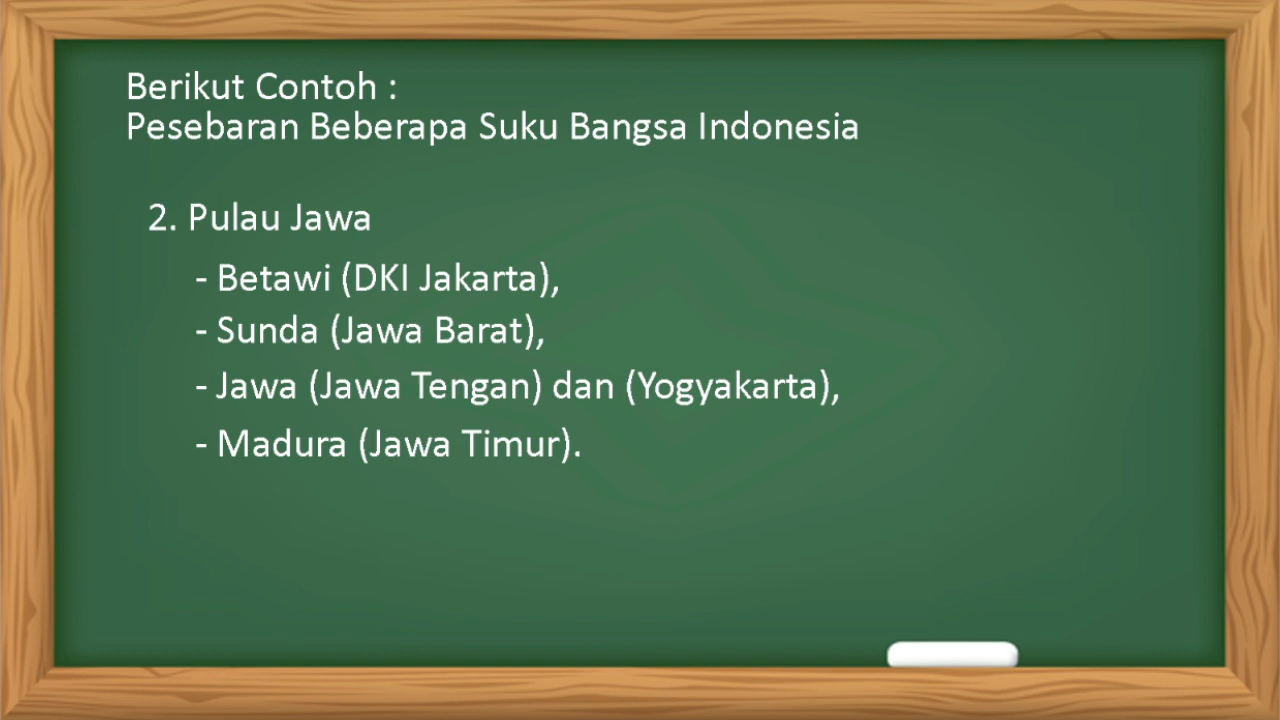 Berikut Contoh :
Pesebaran Beberapa Suku Bangsa Indonesia
2. Pulau Jawa
- Betawi (DKI Jakarta),
- Sunda (Jawa Barat),
- Jawa (Jawa Tengan) dan (Yogyakarta),
- Madura (Jawa Timur).